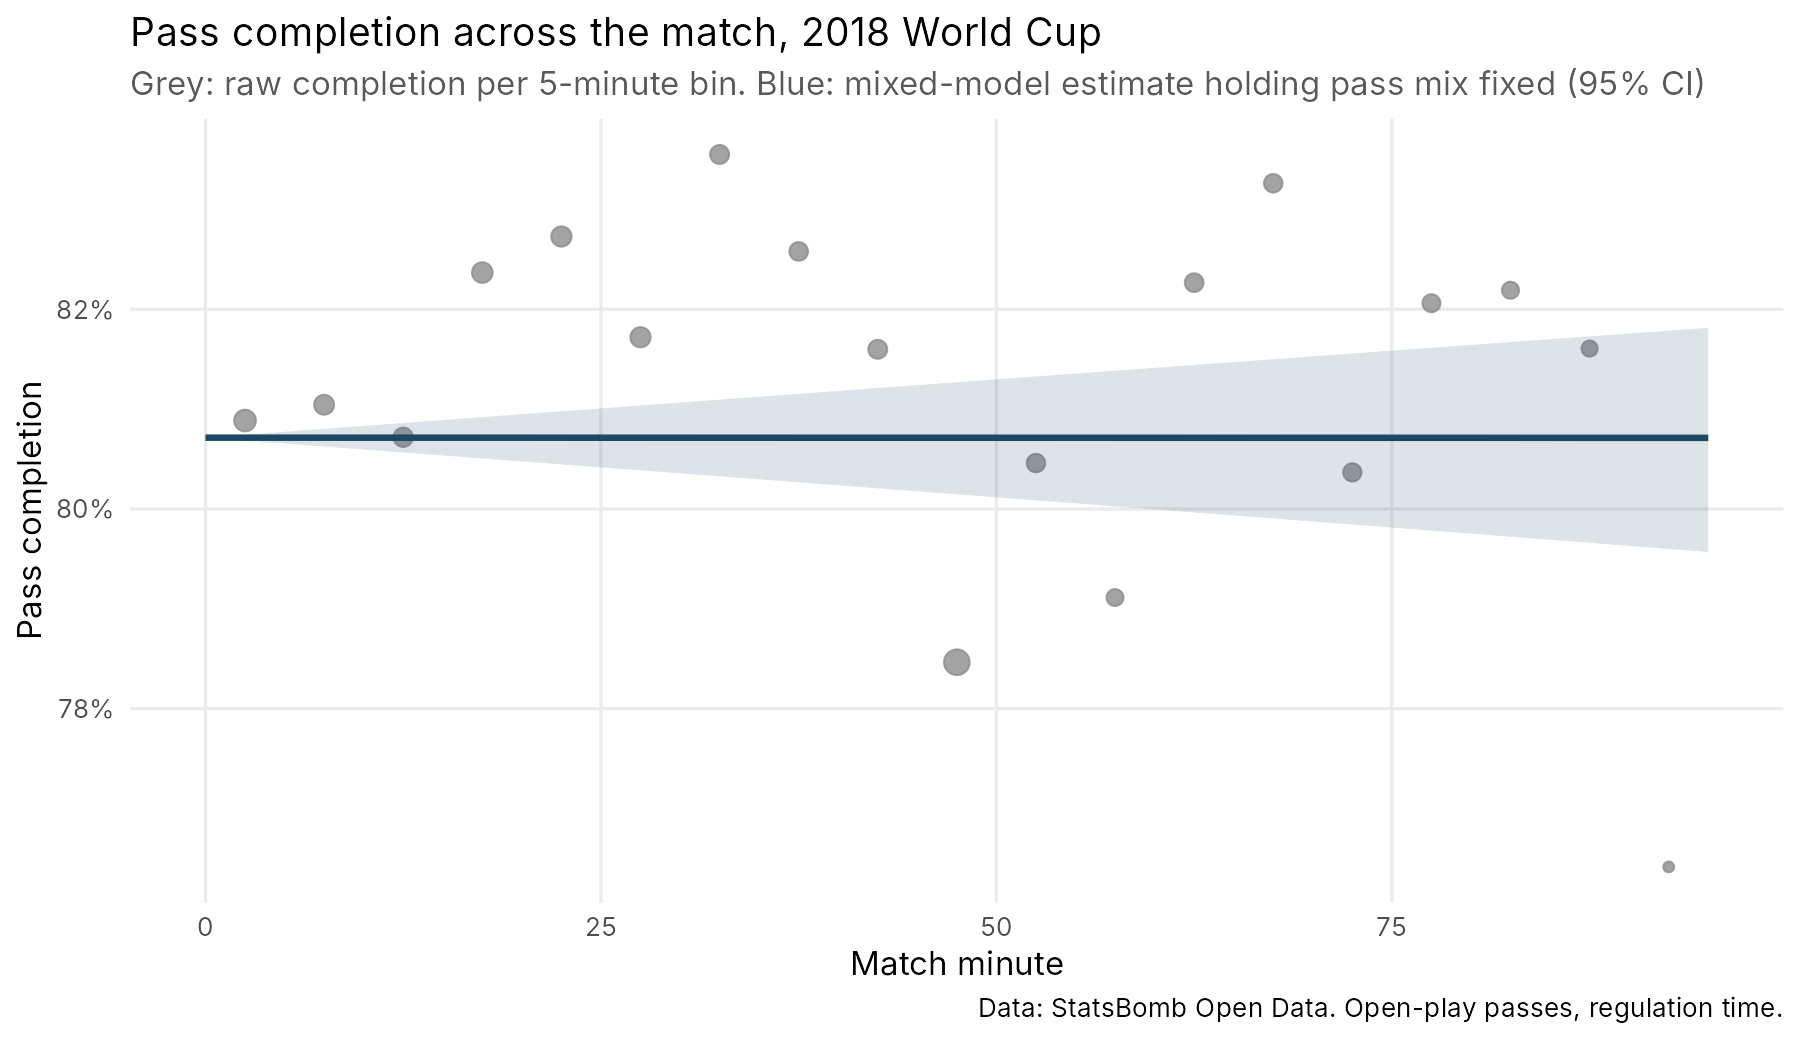 Pass completion across the match, 2018 World Cup
Grey: raw completion per 5-minute bin. Blue: mixed-model estimate holding pass mix fixed (95% CI)
82%
80%
78%
Pass completion
0 25 50 75
Match minute
Data: StatsBomb Open Data. Open-play passes, regulation time.